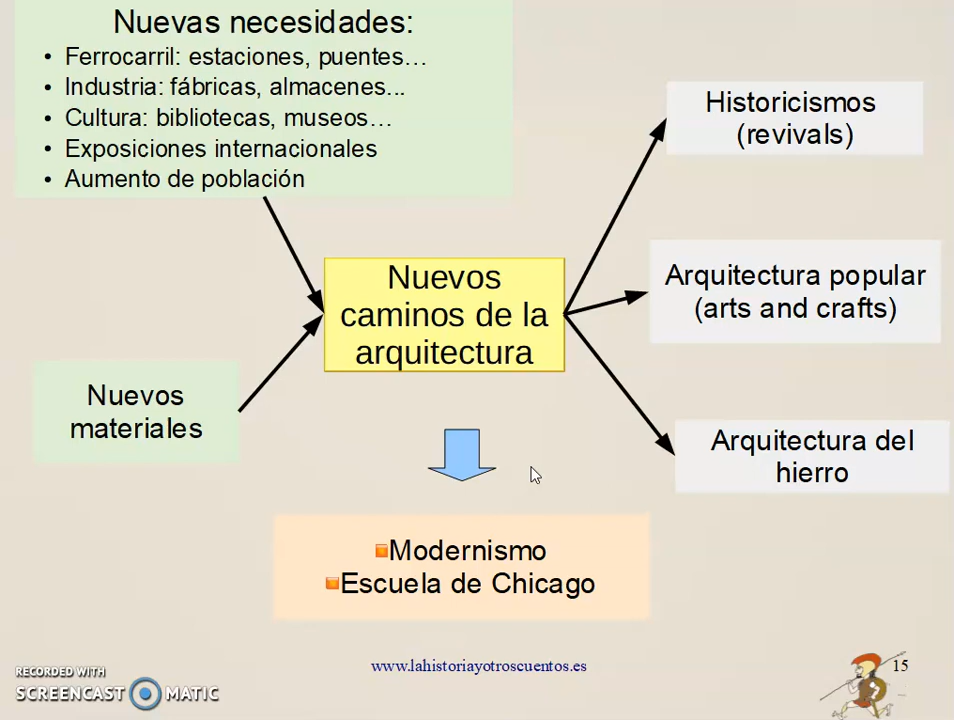 Nuevas necesidades:
• Ferrocarril: estaciones, puentes…
• Industria: fábricas, almacenes...
• Cultura: bibliotecas, museos…
• Exposiciones internacionales
• Aumento de población
Historicismos
(revivals)
Nuevos
caminos de la
arquitectura
Arquitectura popular
(arts and crafts)
Nuevos
materiales
Arquitectura del
hierro
Modernismo
Escuela de Chicago
www.lahistoriayotroscuentos.es
15
RECORDED WITH
SCREENCAST MATIC